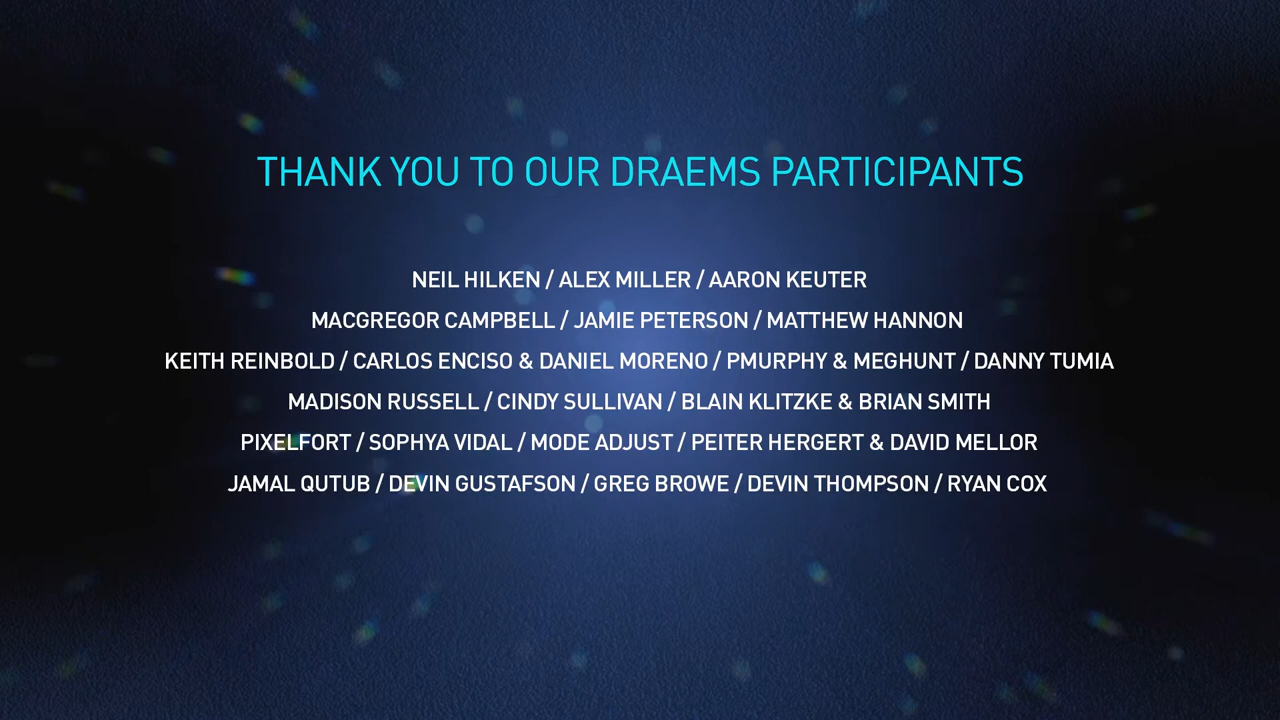 THANK YOU TO OUR DRAEMS PARTICIPANTS
NEIL HILKEN / ALEX MILLER / AARON KEUTER
MACGREGOR CAMPBELL / JAMIE PETERSON / MATTHEW HANNON
KEITH REINBOLD / CARLOS ENCISO & DANIEL MORENO / PMURPHY & MEGHUNT / DANNY TUMIA
MADISON RUSSELL / CINDY SULLIVAN / BLAIN KLITZKE & BRIAN SMITH
PIXELFORT / SOPHYA VIDAL / MODE ADJUST / PEITER HERGERT & DAVID MELLOR
JAMAL QUTUB / DEVIN GUSTAFSON / GREG BROWE / DEVIN THOMPSON / RYAN COX